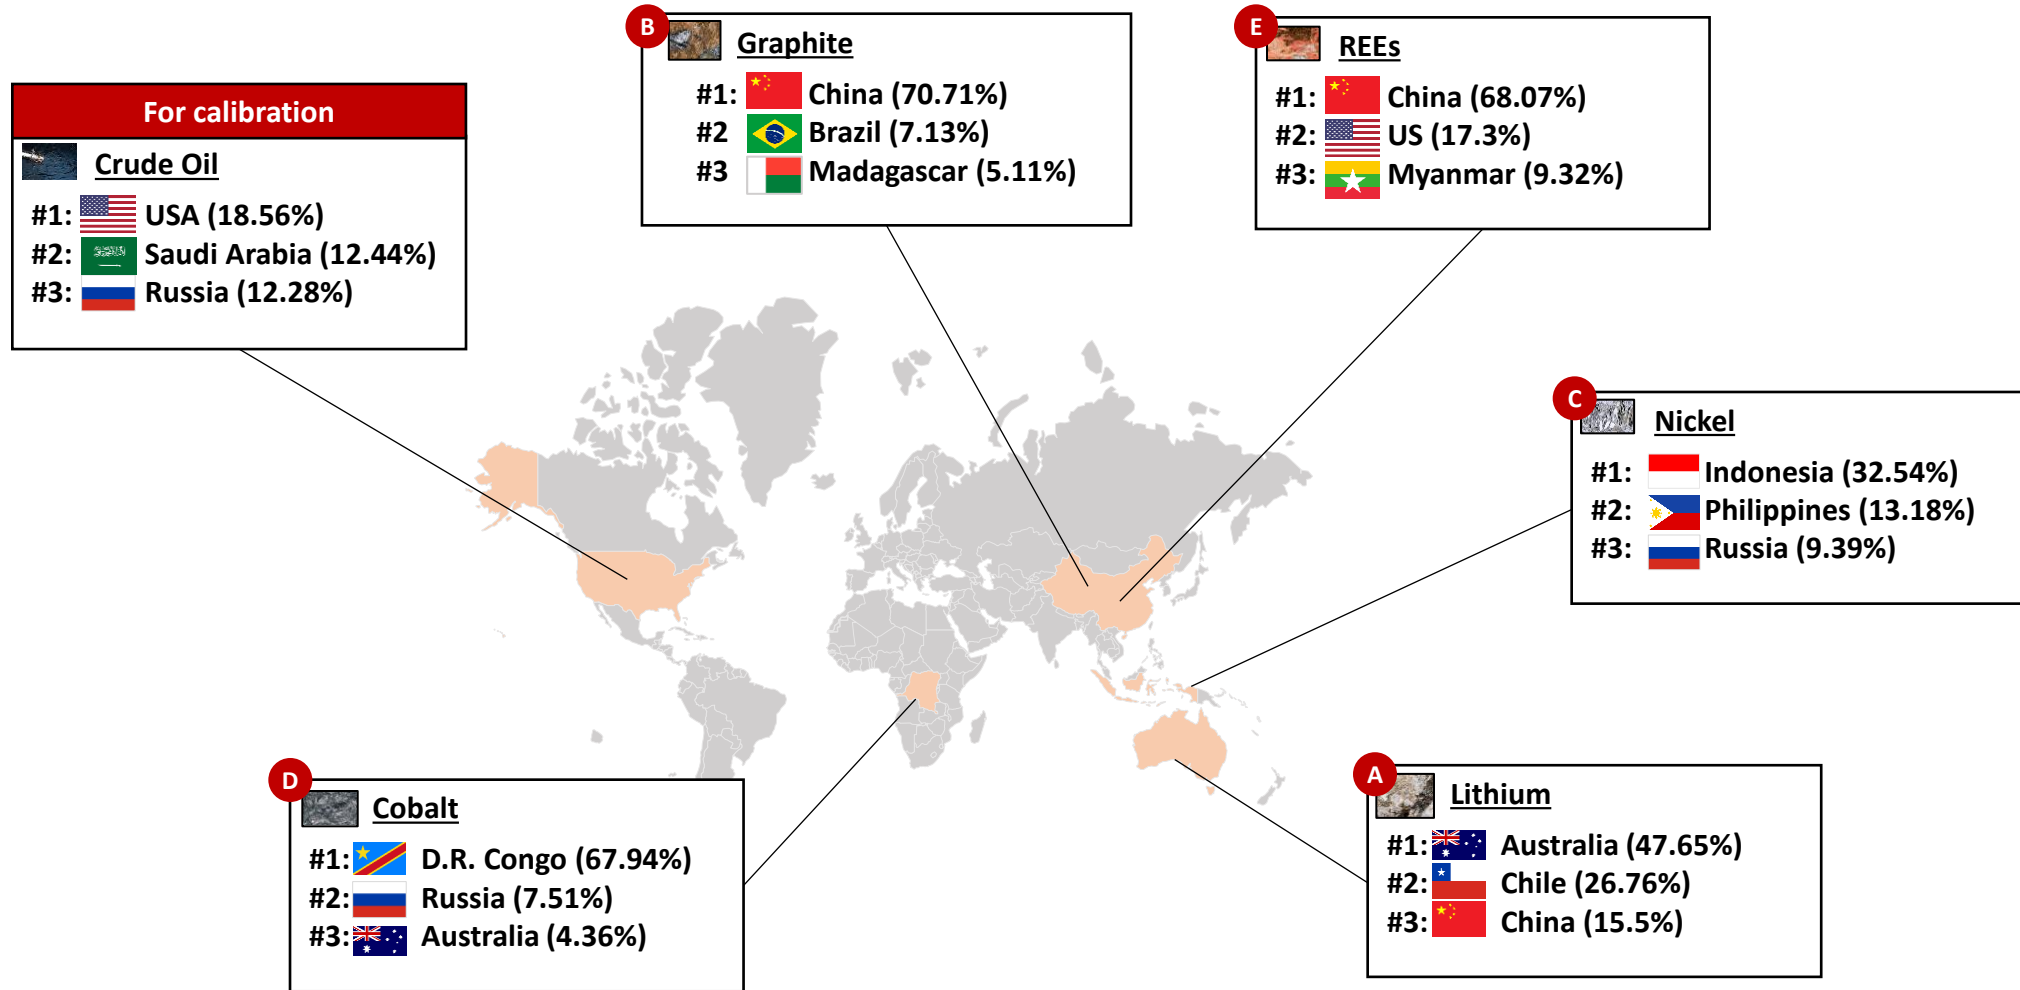 For calibration
Crude Oil
#1: USA (18.56%)
#2: Saudi Arabia (12.44%)
#3: Russia (12.28%)
B
Graphite
#1: China (70.71%)
#2 Brazil (7.13%)
#3 Madagascar (5.11%)
E
REEs
#1: China (68.07%)
#2: US (17.3%)
#3: Myanmar (9.32%)
C
Nickel
#1: Indonesia (32.54%)
#2: Philippines (13.18%)
#3: Russia (9.39%)
D
Cobalt
#1: D.R. Congo (67.94%)
#2: Russia (7.51%)
#3: Australia (4.36%)
A
Lithium
#1: Australia (47.65%)
#2: Chile (26.76%)
#3: China (15.5%)